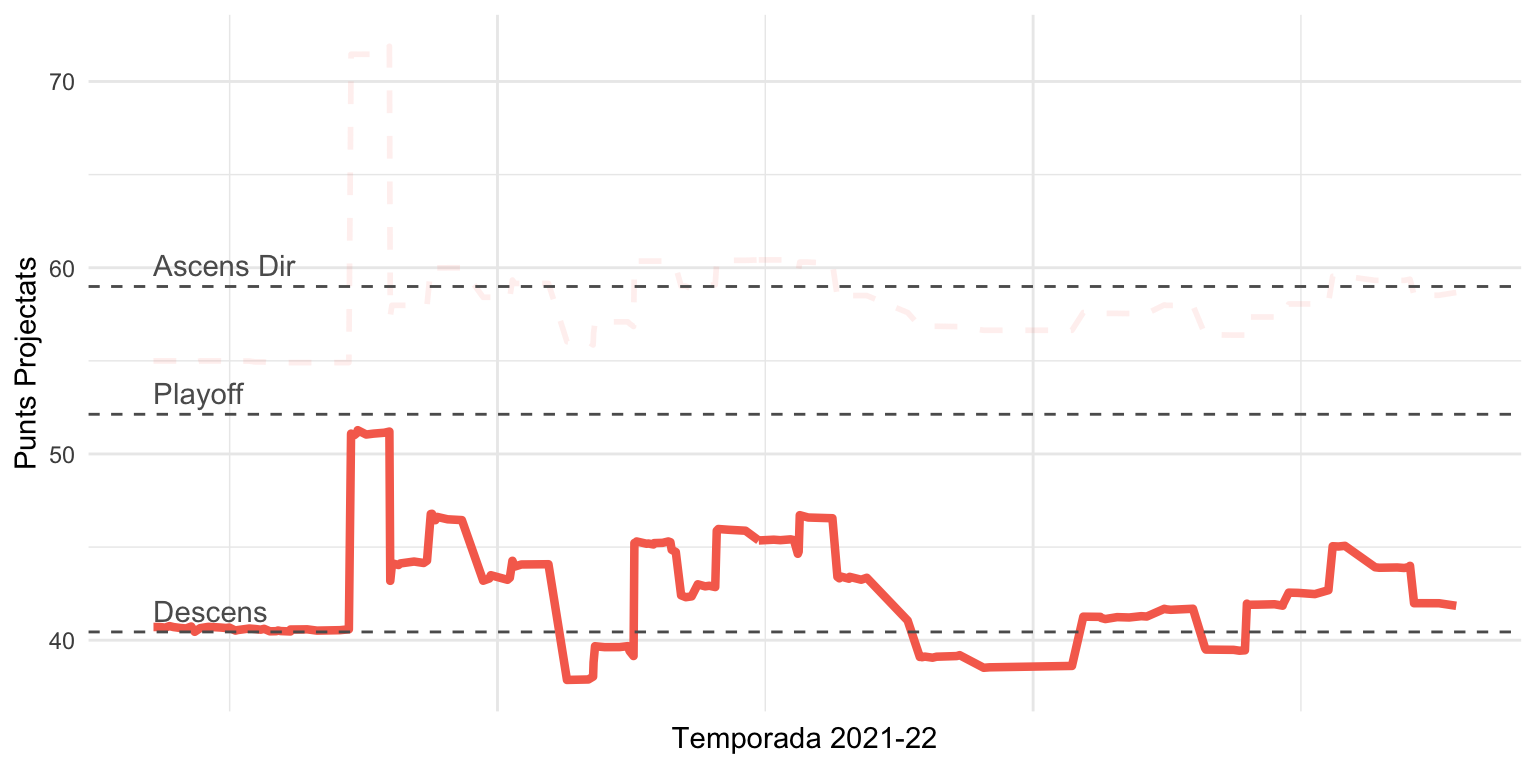 70
60
50
40
Punts Projectats
Ascens Dir
Playoff
Descens
Temporada 2021-22